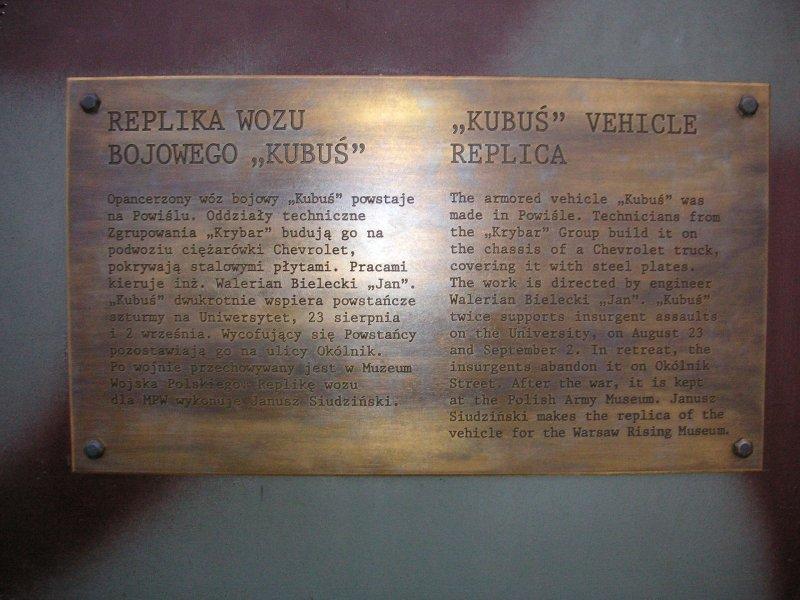 REPLIKA WOZU
BOJOWEGO „KUBUŚ”
Opancerzony wóz bojowy „Kubuś” powstaje
na Powiślu. Oddziały techniczne
Zgrupowania „Krybar” budują go na
podwoziu ciężarówki Chevrolet,
pokrywają stalowymi płytami. Pracami
kieruje inż. Walerian Bielecki „Jan”.
„Kubuś” dwukrotnie wspiera powstańcze
szturmy na Uniwersytet, 23 sierpnia
i 2 września. Wycofujący się Powstańcy
pozostawiają go na ulicy Okólnik.
Po wojnie przechowywany jest w Muzeum
Wojska Polskiego. Replikę wozu
dla MPW wykonuje Janusz Siudziński.
„KUBUŚ” VEHICLE
REPLICA
The armored vehicle „Kubuś” was
made in Powiśle. Technicians from
the „Krybar” Group build it on
the chassis of a Chevrolet truck,
covering it with steel plates.
The work is directed by engineer
Walerian Bielecki „Jan”. „Kubuś”
twice supports insurgent assaults
on the University, on August 23
and September 2. In retreat, the
insurgents abandon it on Okólnik
Street. After the war, it is kept
at the Polish Army Museum. Janusz
Siudziński makes the replica of the
vehicle for the Warsaw Rising Museum.